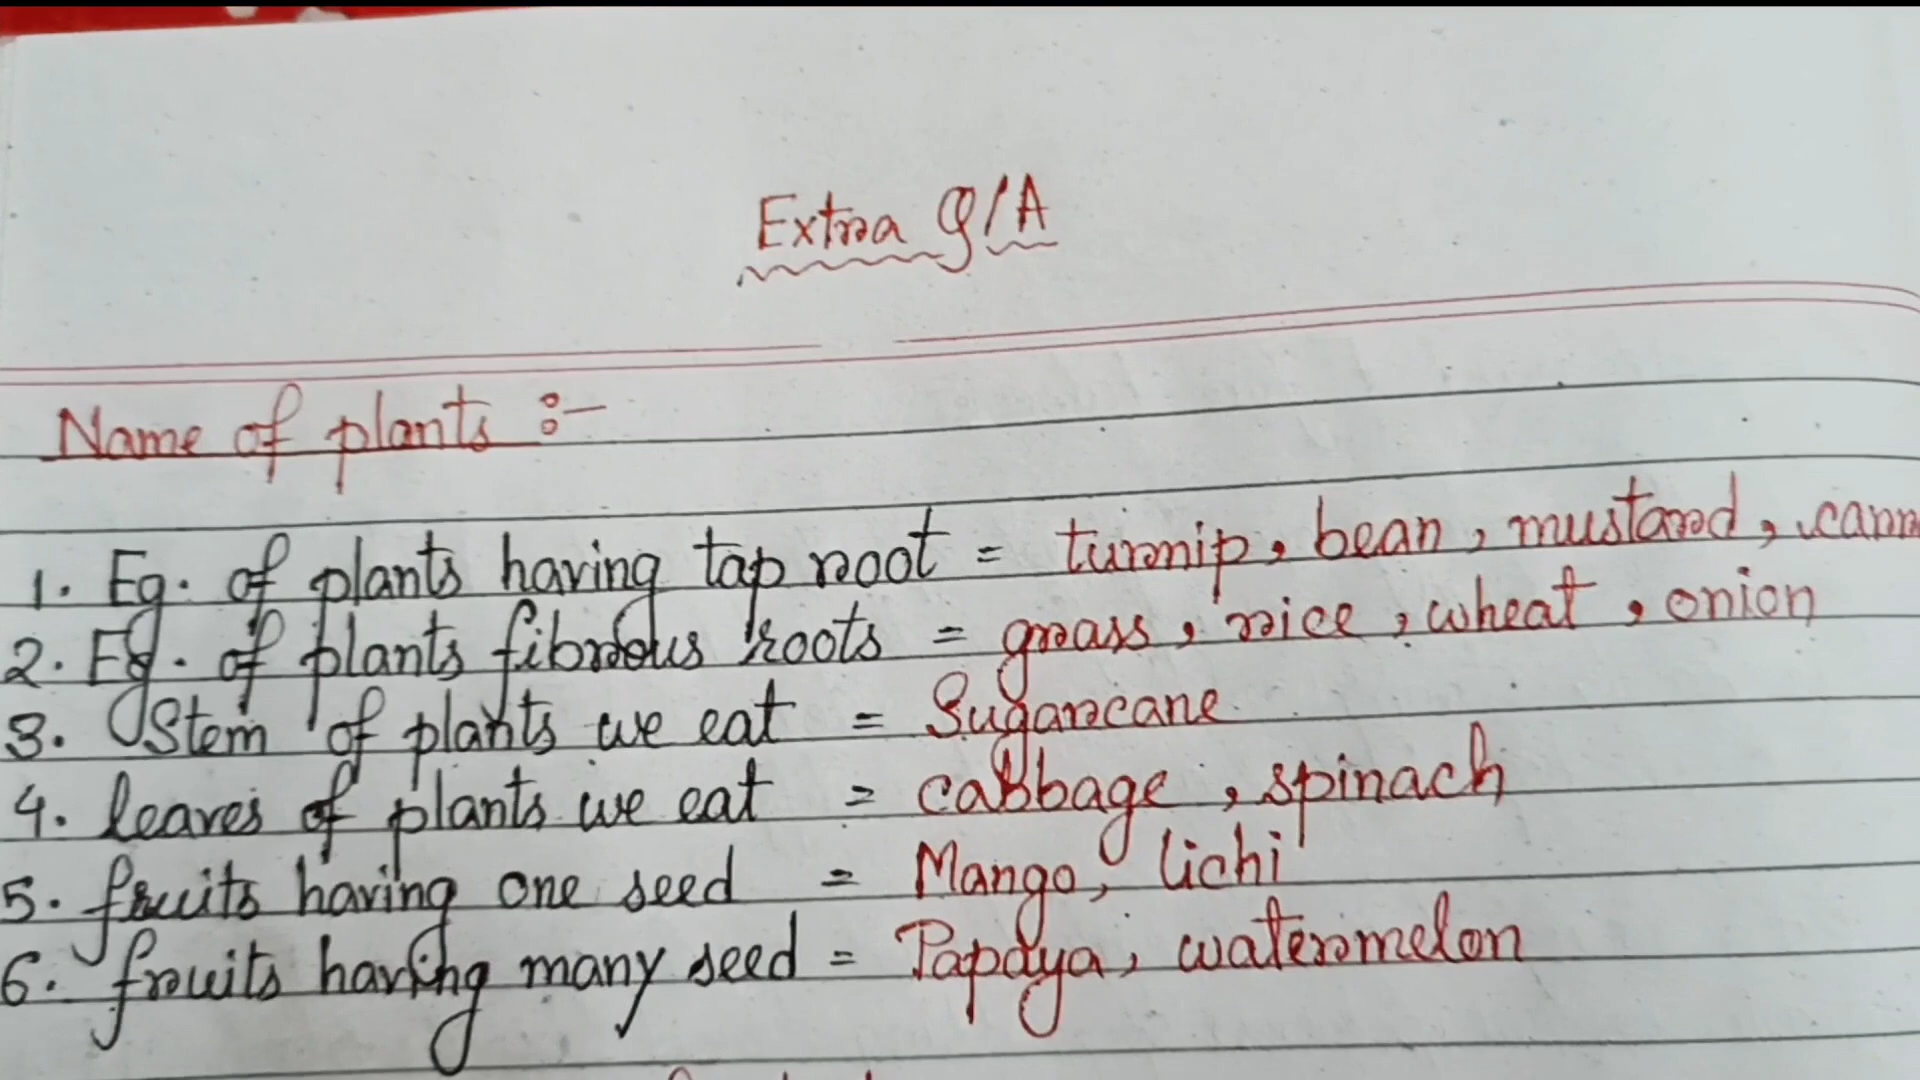 Extra Q/A
Name of plants :-
1. Eg. of plants having tap root = turnip, bean, mustard,
2. Eg. of plants fibrous roots = grass, rice, wheat, onion
3. Stem of plants we eat = Sugarcane
4. leaves of plants we eat = cabbage, spinach
5. fruits having one seed = Mango, lichi
6. fruits having many seed = Papaya, watermelon